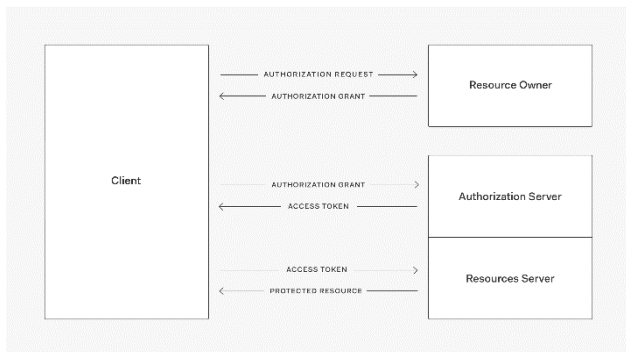 AUTHORIZATION REQUEST
AUTHORIZATION GRANT
Resource Owner
Client
AUTHORIZATION GRANT
ACCESS TOKEN
Authorization Server
ACCESS TOKEN
PROTECTED RESOURCE
Resources Server